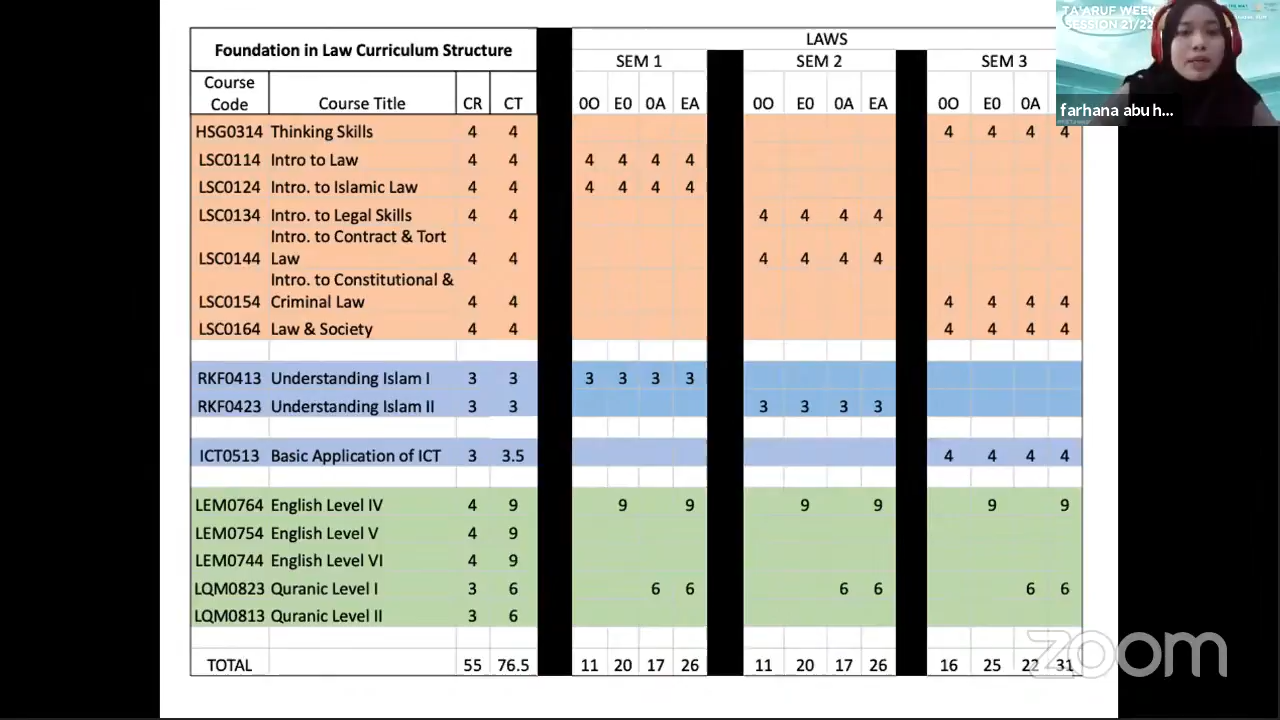 TA'ARUF WEEK
SESSION 21/22
farhana abu h...
Foundation in Law Curriculum Structure
LAWS
SEM 1 SEM 2 SEM 3
Course Code Course Title CR CT 0O E0 0A EA 0O E0 0A EA 0O E0 0A
HSG0314 Thinking Skills 4 4 4 4 4 4
LSC0114 Intro to Law 4 4 4 4 4 4
LSC0124 Intro. to Islamic Law 4 4 4 4 4 4
LSC0134 Intro. to Legal Skills 4 4 4 4 4 4
Intro. to Contract & Tort
LSC0144 Law 4 4 4 4 4 4
Intro. to Constitutional &
LSC0154 Criminal Law 4 4 4 4 4 4
LSC0164 Law & Society 4 4 4 4 4 4
RKF0413 Understanding Islam I 3 3 3 3 3 3
RKF0423 Understanding Islam II 3 3 3 3 3 3
ICT0513 Basic Application of ICT 3 3.5 4 4 4 4
LEM0764 English Level IV 4 9 9 9 9 9 9 9
LEM0754 English Level V 4 9
LEM0744 English Level VI 4 9
LQM0823 Quranic Level I 3 6 6 6 6 6 6 6
LQM0813 Quranic Level II 3 6
TOTAL 55 76.5 11 20 17 26 11 20 17 26 16 25 22 31
zoom